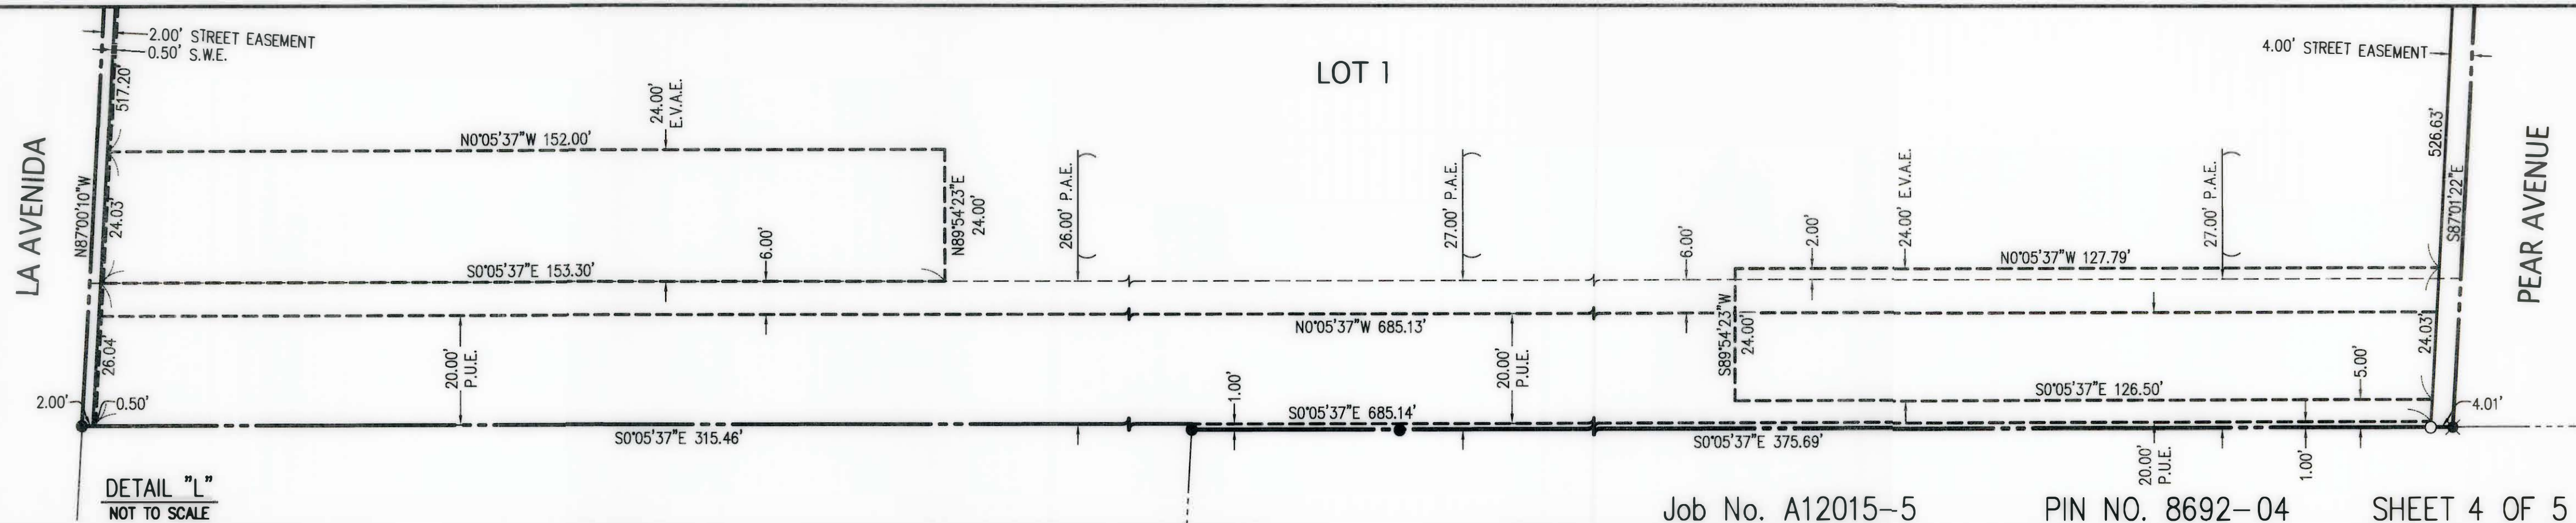 2.00' STREET EASEMENT
0.50' S.W.E.
517.20'
LA AVENIDA
N87°00'10"W
24.03'
26.04'
2.00'
0.50'
N0°05'37"W 152.00'
24.00'
E.V.A.E.
N89°54'23"E
24.00'
S0°05'37"E 153.30'
6.00'
20.00'
P.U.E.
S0°05'37"E 315.46'
DETAIL "L"
NOT TO SCALE
LOT 1
26.00' P.A.E.
27.00' P.A.E.
N0°05'37"W 685.13'
1.00'
S0°05'37"E 685.14'
20.00'
P.U.E.
6.00'
2.00'
24.00' E.V.A.E.
27.00' P.A.E.
N0°05'37"W 127.79'
S89°54'23"W
24.00'
S0°05'37"E 126.50'
S0°05'37"E 375.69'
4.00' STREET EASEMENT
526.63'
S87°01'22"E
PEAR AVENUE
24.03'
5.00'
4.01'
20.00'
P.U.E.
1.00'
Job No. A12015-5
PIN NO. 8692-04
SHEET 4 OF 5